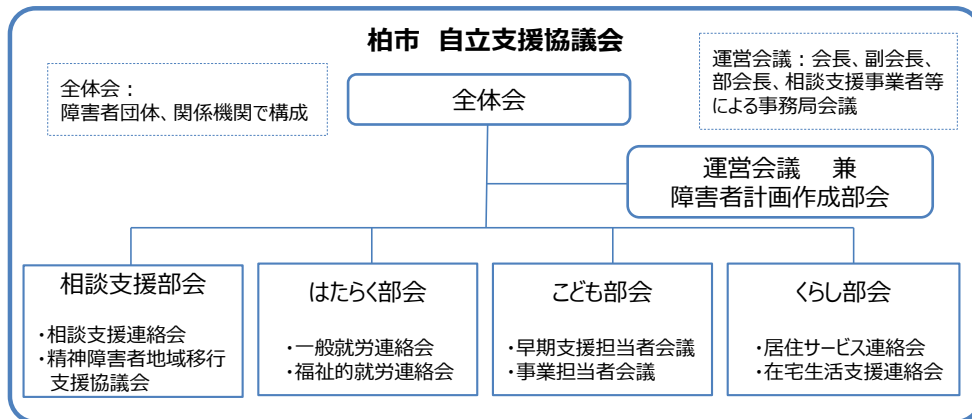 柏市 自立支援協議会
全体会：
障害者団体、関係機関で構成
全体会
運営会議：会長、副会長、
部会長、相談支援事業者等
による事務局会議
運営会議 兼
障害者計画作成部会
相談支援部会
・相談支援連絡会
・精神障害者地域移行
支援協議会
はたらく部会
・一般就労連絡会
・福祉的就労連絡会
こども部会
・早期支援担当者会議
・事業担当者会議
くらし部会
・居住サービス連絡会
・在宅生活支援連絡会